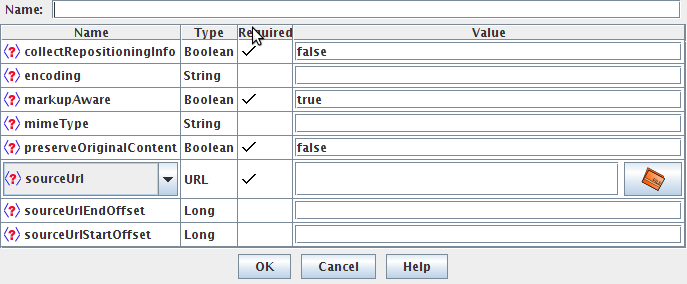 Name:
Name Type Required Value
collectRepositioningInfo Boolean false
encoding String
markupAware Boolean true
mimeType String
preserveOriginalContent Boolean false
sourceUrl URL
sourceUrlEndOffset Long
sourceUrlStartOffset Long
OK Cancel Help